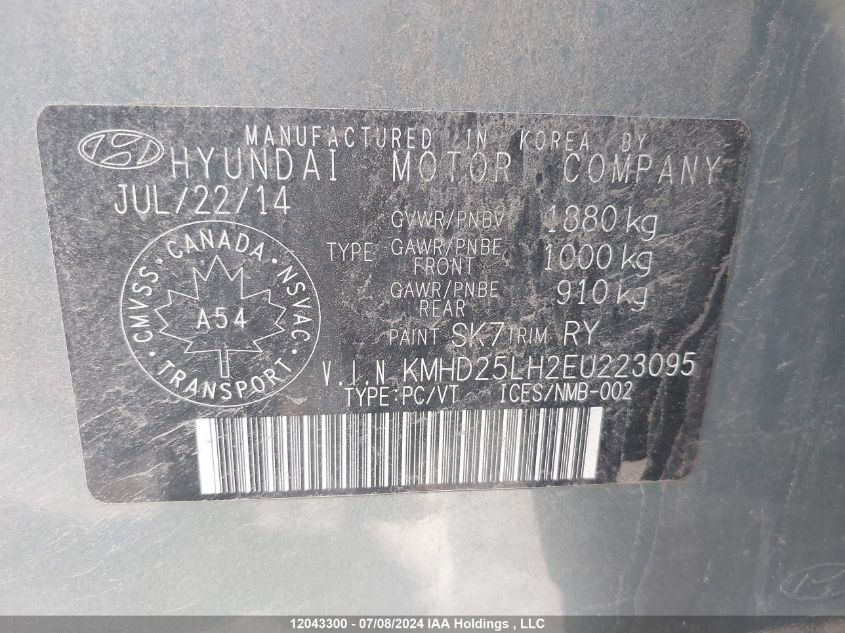 MANUFACTURED IN KOREA BY
HYUNDAI MOTOR COMPANY
JUL/22/14
GVWR/PNBV 1880 kg
TYPE GAWR/PNBE FRONT 1000 kg
GAWR/PNBE REAR 910 kg
CMVSS · CANADA · NSVAC · TRANSPORT ·
A54
PAINT SK7 TRIM RY
V.I.N KMHD25LH2EU223095
TYPE:PC/VT ICES/NMB-002
12043300 - 07/08/2024 IAA Holdings , LLC